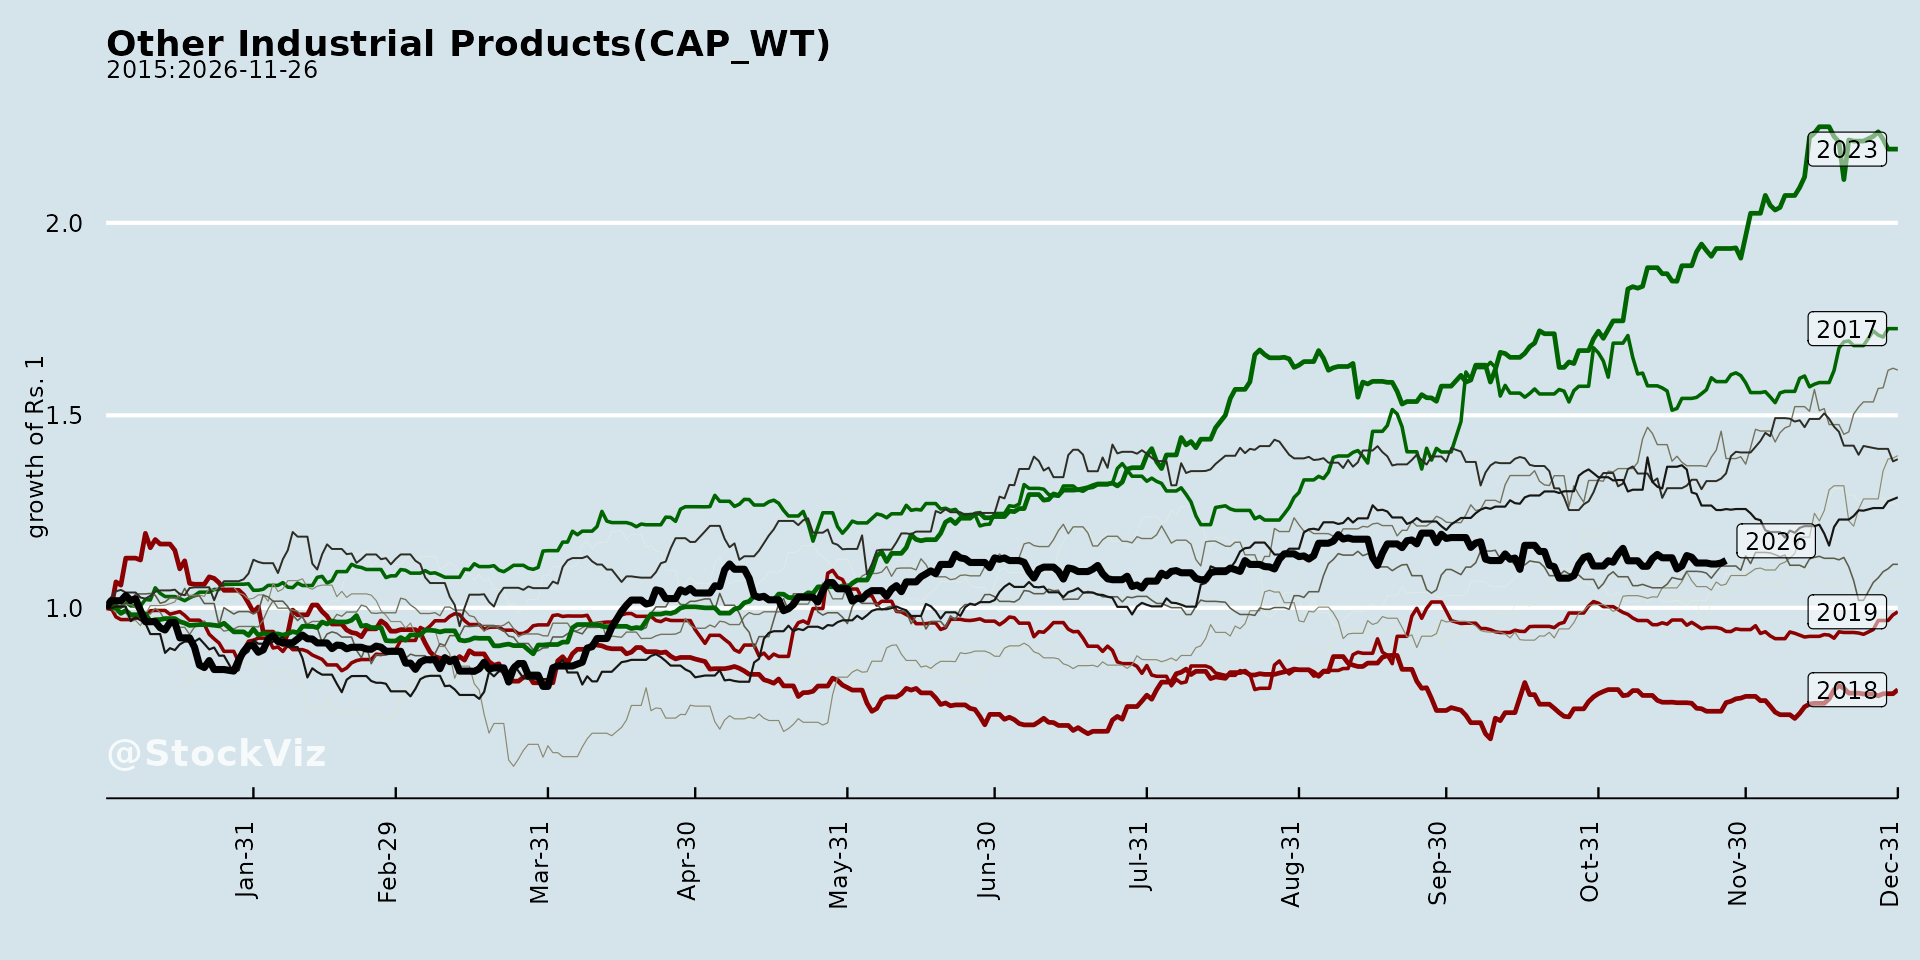 Other Industrial Products(CAP_WT)
2015:2026-11-26
growth of Rs. 1
2.0
1.5
1.0
2023
2017
2026
2019
2018
@StockViz
Jan-31
Feb-29
Mar-31
Apr-30
May-31
Jun-30
Jul-31
Aug-31
Sep-30
Oct-31
Nov-30
Dec-31